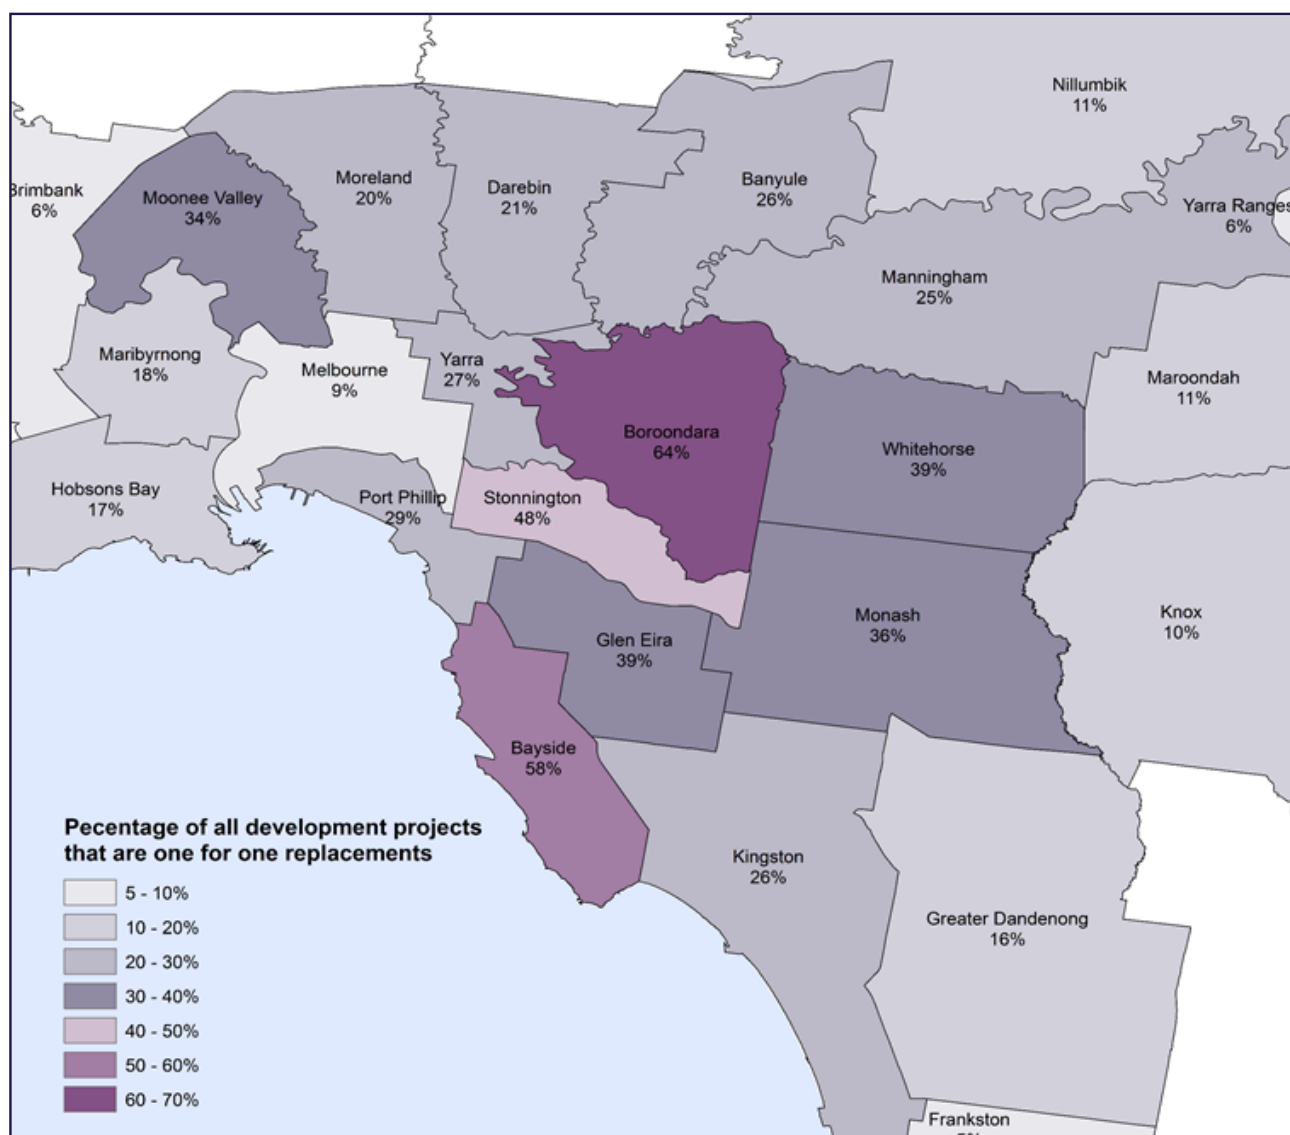 Nillumbik
11%
Brimbank
6%
Moonee Valley
34%
Moreland
20%
Darebin
21%
Banyule
26%
Yarra Ranges
6%
Manningham
25%
Maribyrnong
18%
Melbourne
9%
Yarra
27%
Maroondah
11%
Boroondara
64%
Whitehorse
39%
Hobsons Bay
17%
Port Phillip
29%
Stonnington
48%
Glen Eira
39%
Monash
36%
Knox
10%
Bayside
58%
Kingston
26%
Greater Dandenong
16%
Frankston
Pecentage of all development projects
that are one for one replacements
5 - 10%
10 - 20%
20 - 30%
30 - 40%
40 - 50%
50 - 60%
60 - 70%